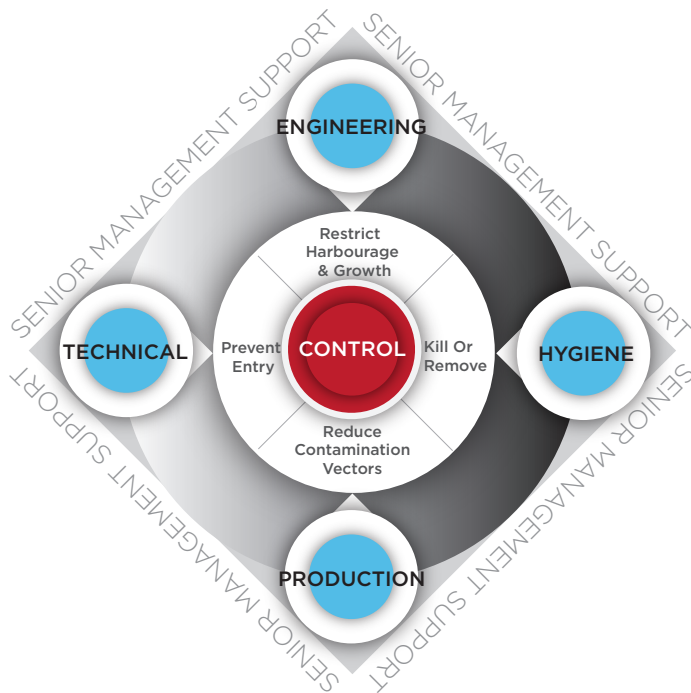 SENIOR MANAGEMENT SUPPORT
SENIOR MANAGEMENT SUPPORT
ENGINEERING
Restrict
Harbourage
& Growth
TECHNICAL
Prevent
Entry
CONTROL
Kill Or
Remove
HYGIENE
Reduce
Contamination
Vectors
PRODUCTION
SENIOR MANAGEMENT SUPPORT
SENIOR MANAGEMENT SUPPORT